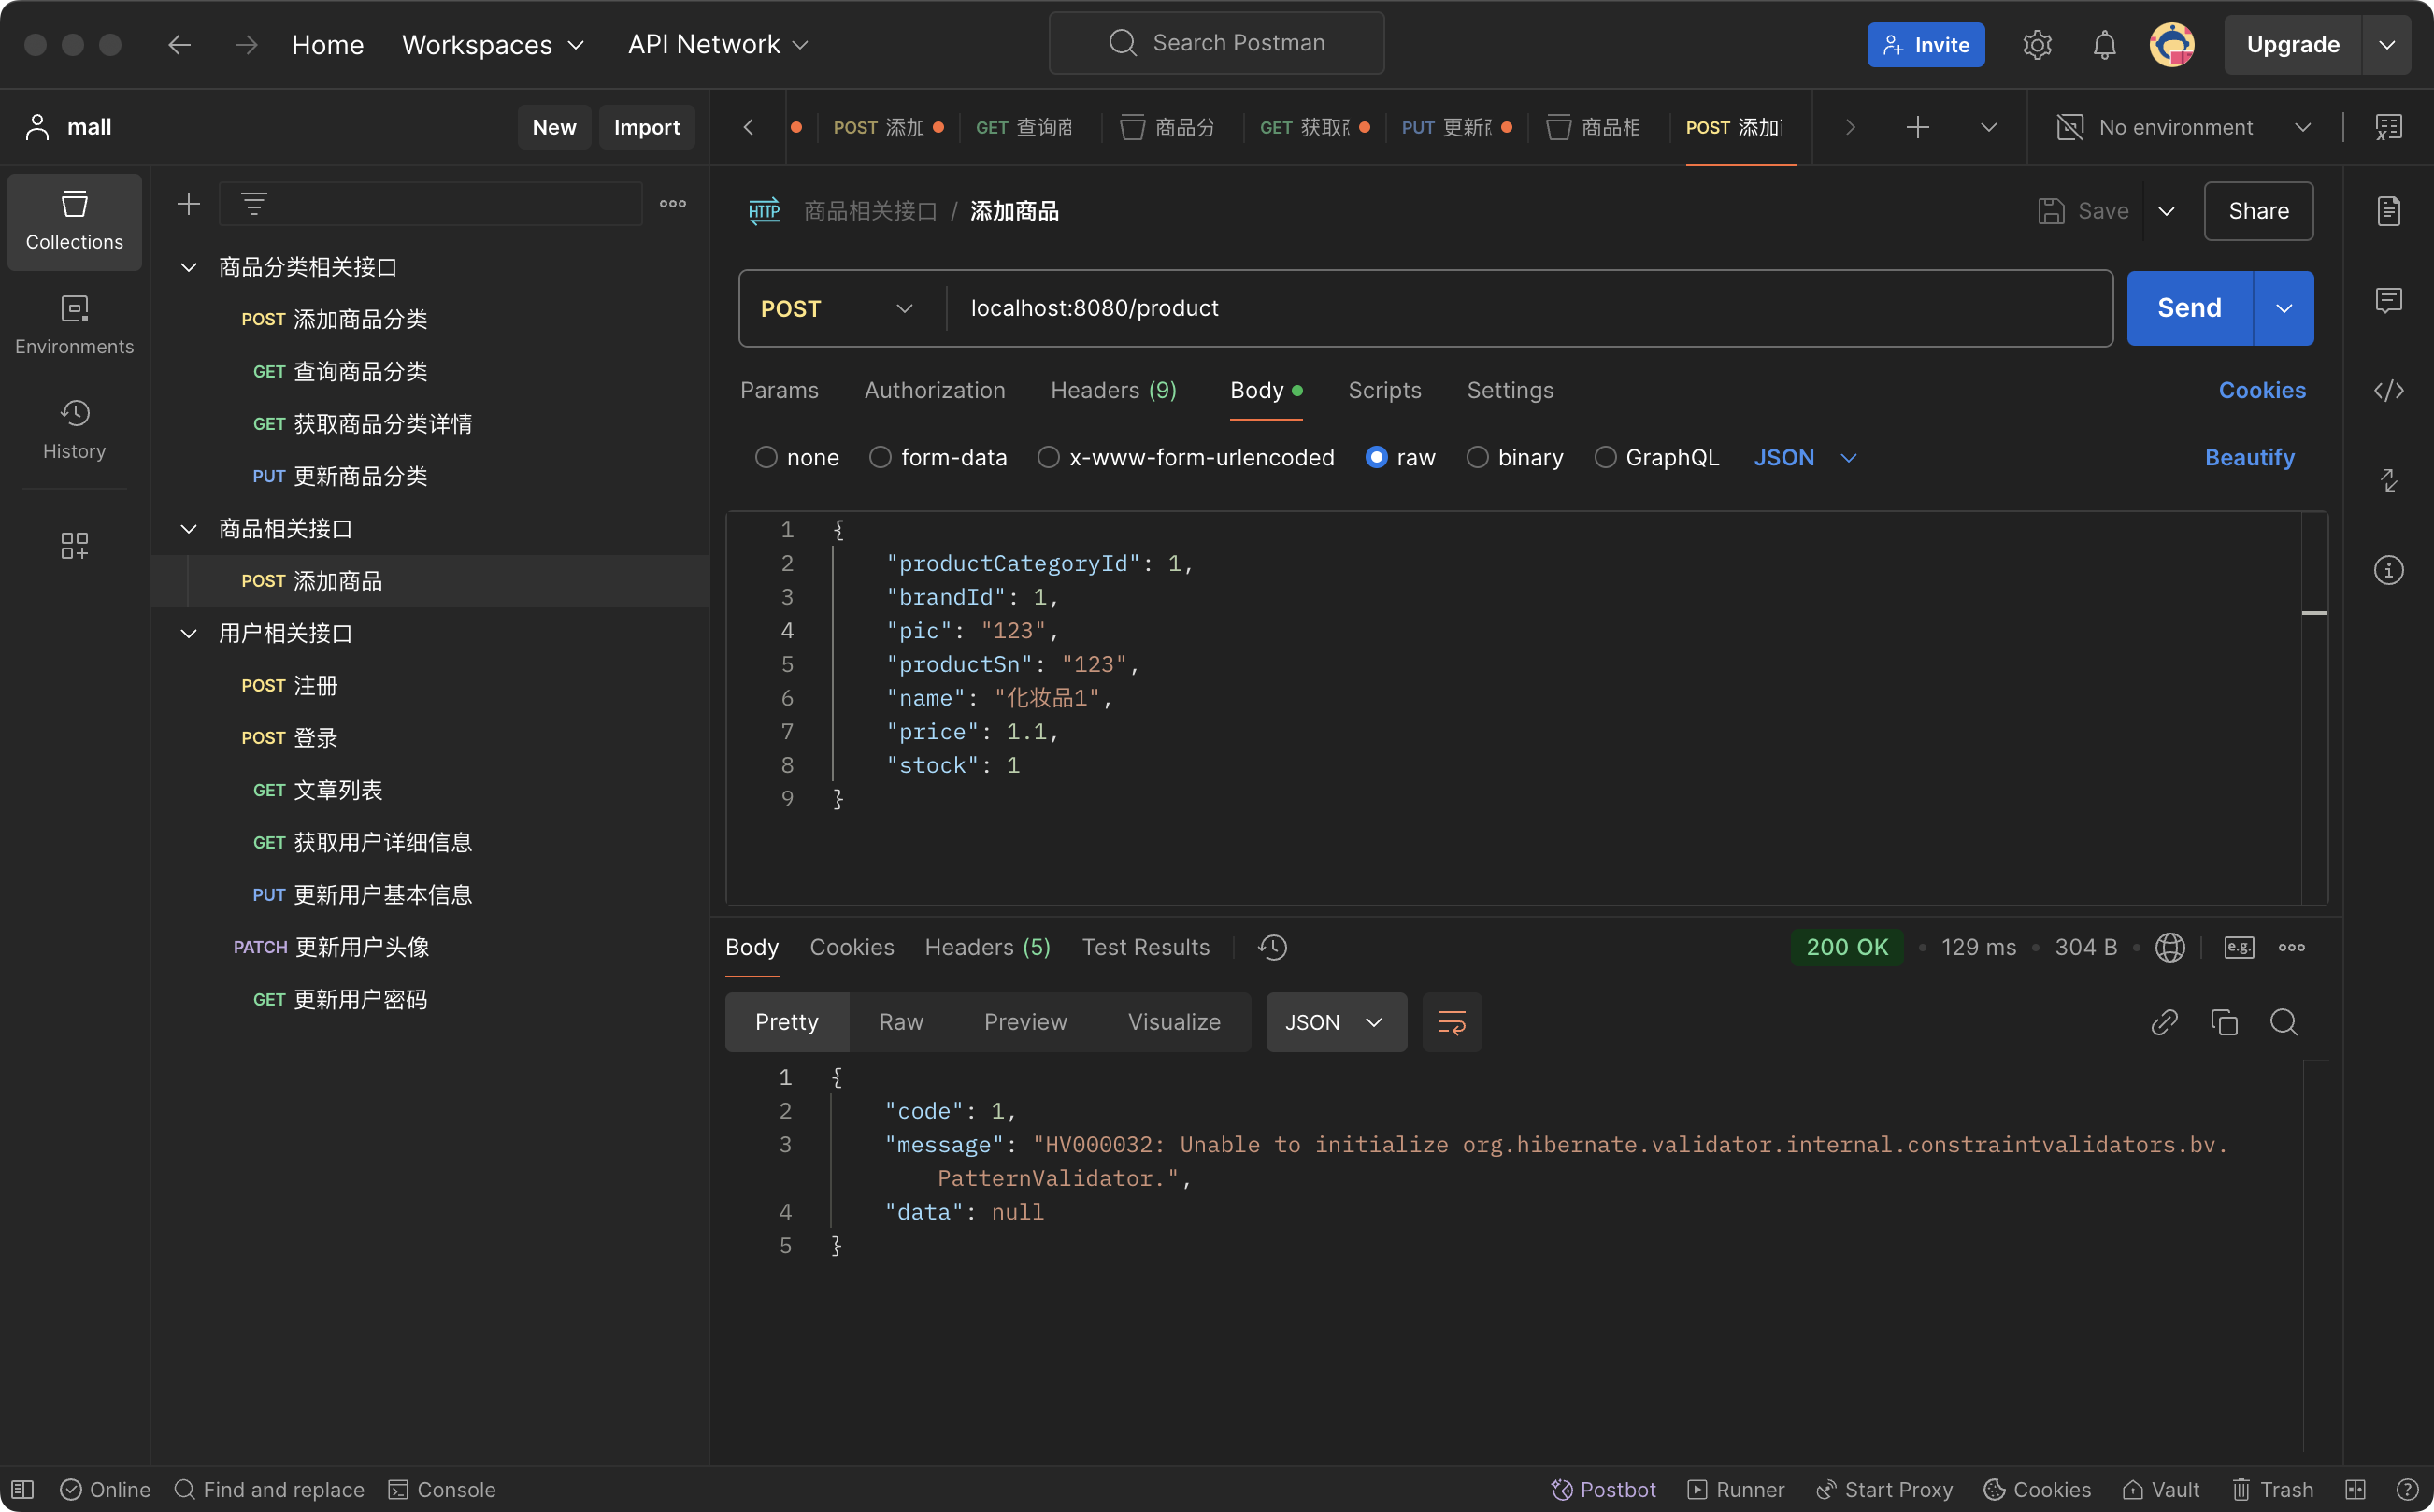 Home Workspaces API Network Search Postman Invite Upgrade
mall New Import
POST 添加 GET 查询商 商品分 GET 获取 PUT 更新 商品相 POST 添加 No environment
Collections
Environments
History
商品分类相关接口
POST 添加商品分类
GET 查询商品分类
GET 获取商品分类详情
PUT 更新商品分类
商品相关接口
POST 添加商品
用户相关接口
POST 注册
POST 登录
GET 文章列表
GET 获取用户详细信息
PUT 更新用户基本信息
PATCH 更新用户头像
GET 更新用户密码
HTTP 商品相关接口 / 添加商品 Save Share
POST localhost:8080/product Send
Params Authorization Headers (9) Body Scripts Settings Cookies
none form-data x-www-form-urlencoded raw binary GraphQL JSON Beautify
1 {
2 "productCategoryId": 1,
3 "brandId": 1,
4 "pic": "123",
5 "productSn": "123",
6 "name": "化妆品1",
7 "price": 1.1,
8 "stock": 1
9 }
Body Cookies Headers (5) Test Results 200 OK • 129 ms • 304 B • e.g.
Pretty Raw Preview Visualize JSON
1 {
2 "code": 1,
3 "message": "HV000032: Unable to initialize org.hibernate.validator.internal.constraintvalidators.bv.
PatternValidator.",
4 "data": null
5 }
Online Find and replace Console Postbot Runner Start Proxy Cookies Vault Trash